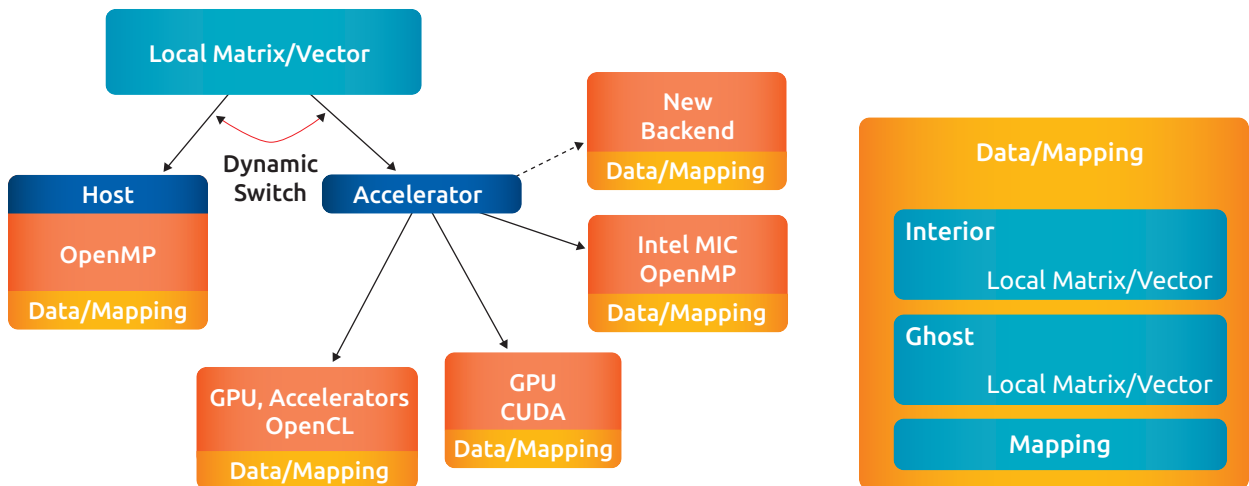 Local Matrix/Vector
Dynamic
Switch
Host
OpenMP
Data/Mapping
Accelerator
New
Backend
Data/Mapping
Intel MIC
OpenMP
Data/Mapping
GPU, Accelerators
OpenCL
Data/Mapping
GPU
CUDA
Data/Mapping
Data/Mapping
Interior
Local Matrix/Vector
Ghost
Local Matrix/Vector
Mapping